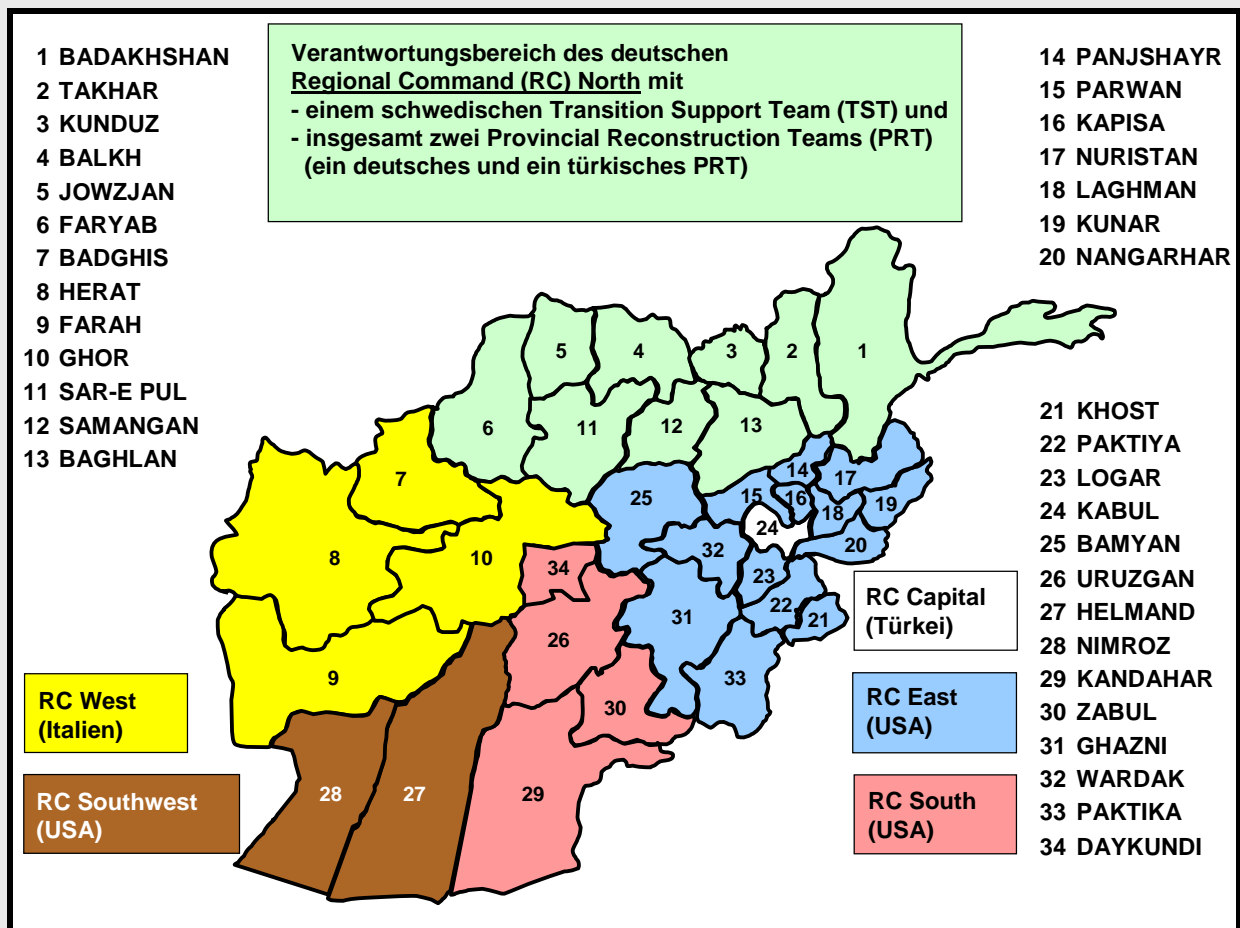 1 BADAKHSHAN
2 TAKHAR
3 KUNDUZ
4 BALKH
5 JOWZJAN
6 FARYAB
7 BADGHIS
8 HERAT
9 FARAH
10 GHOR
11 SAR-E PUL
12 SAMANGAN
13 BAGHLAN
Verantwortungsbereich des deutschen
Regional Command (RC) North mit
- einem schwedischen Transition Support Team (TST) und
- insgesamt zwei Provincial Reconstruction Teams (PRT)
(ein deutsches und ein türkisches PRT)
14 PANJSHAYR
15 PARWAN
16 KAPISA
17 NURISTAN
18 LAGHMAN
19 KUNAR
20 NANGARHAR
21 KHOST
22 PAKTIYA
23 LOGAR
24 KABUL
25 BAMYAN
26 URUZGAN
27 HELMAND
28 NIMROZ
29 KANDAHAR
30 ZABUL
31 GHAZNI
32 WARDAK
33 PAKTIKA
34 DAYKUNDI
5
4
3
2
1
6
11
12
13
7
14
17
25
15
16
18
19
24
20
8
10
32
34
23
22
21
31
26
9
33
30
28
27
29
RC Capital
(Türkei)
RC West
(Italien)
RC East
(USA)
RC Southwest
(USA)
RC South
(USA)